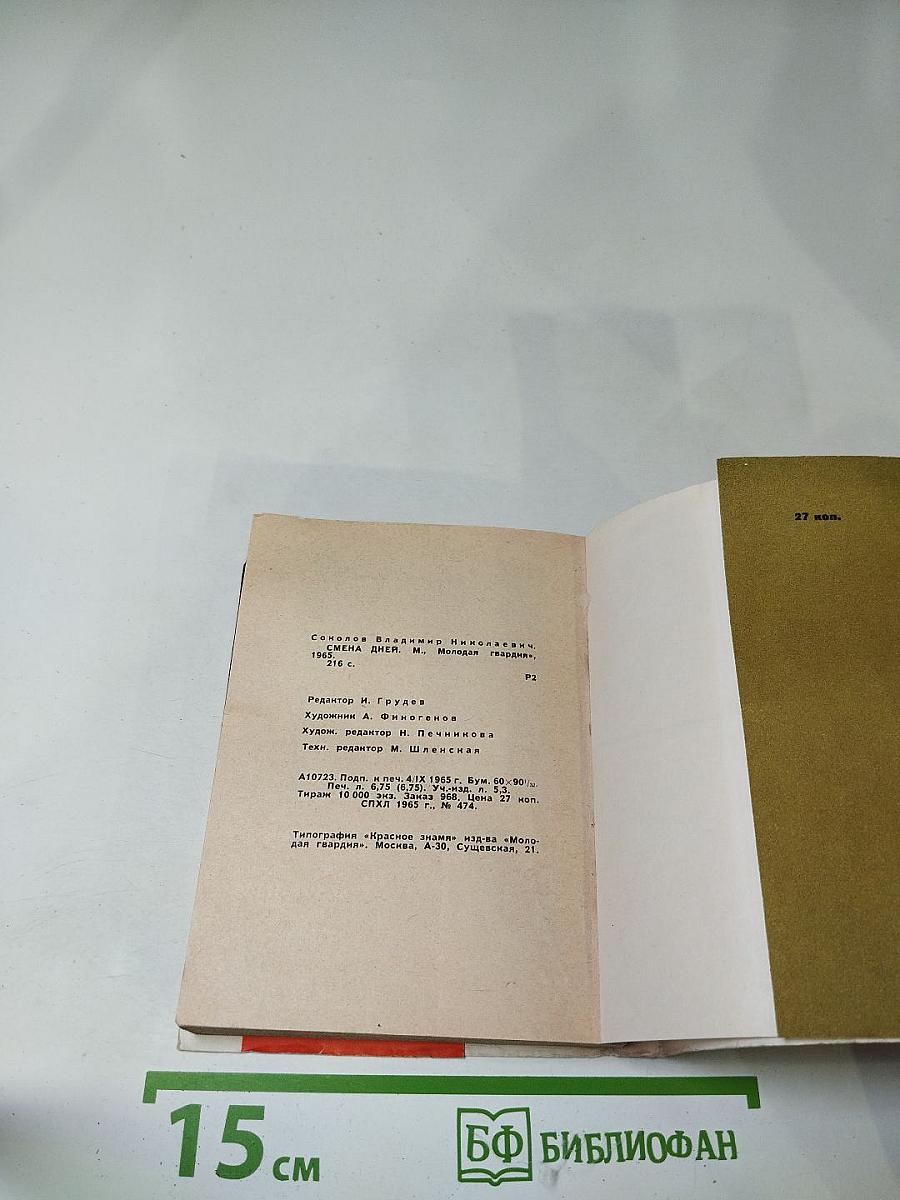 Соколов Владимир Николаевич.
СМЕНА ДНЕЙ. М., Молодая гвардия»,
1965.
216 с.
Р2
Редактор И. Грудев
Художник А. Финогенов
Худож. редактор Н. Печникова
Техн. редактор М. Шленская
А10723. Подп. к печ. 4/IX 1965 г. Бум. 60×90¹/₃₂.
Печ. л. 6,75 (6,75). Уч.-изд. л. 5,3.
Тираж 10 000 экз. Заказ 968, Цена 27 коп.
СПХЛ 1965 г., № 474.
Типография «Красное знамя» изд-ва «Моло-
дая гвардия». Москва, А-30, Сущевская, 21.
27 коп.
15 см
БФ БИБЛИОФАН